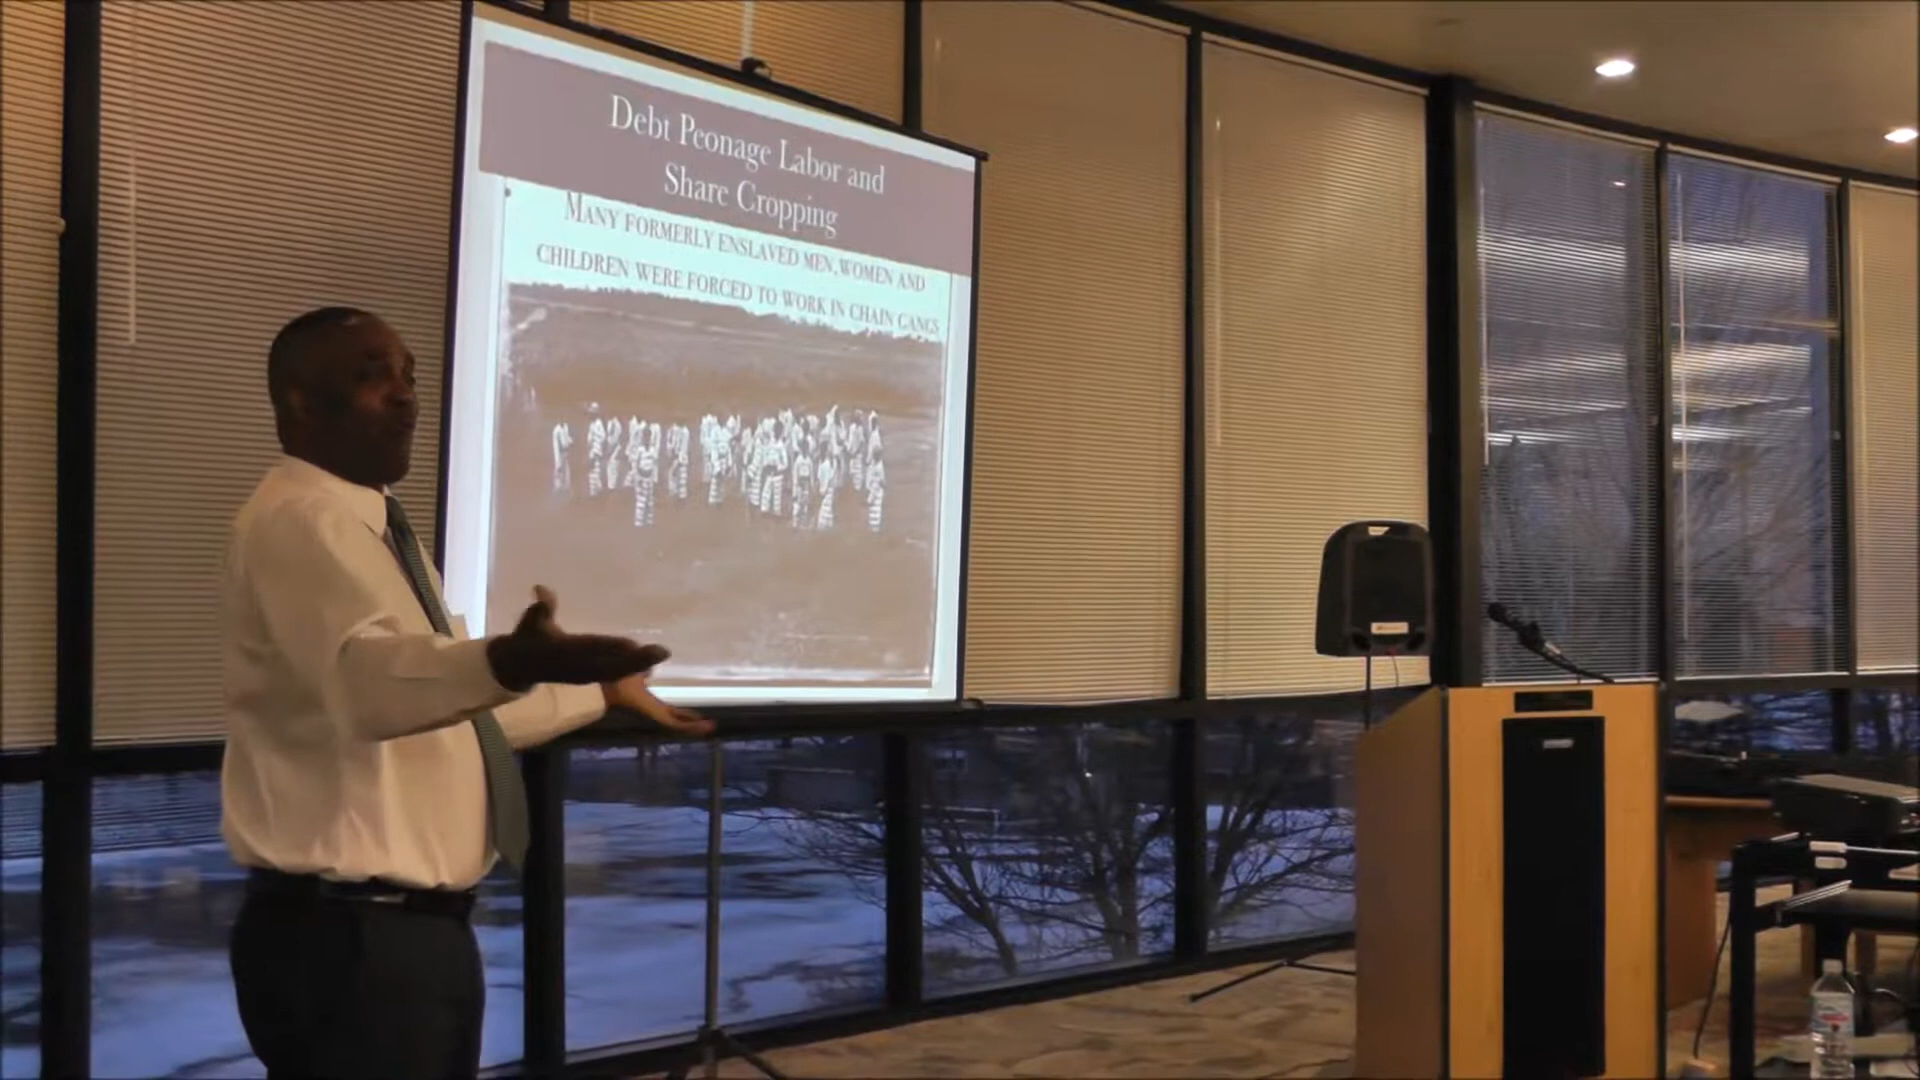 Debt Peonage Labor and
Share Cropping
MANY FORMERLY ENSLAVED MEN, WOMEN AND
CHILDREN WERE FORCED TO WORK IN CHAIN GANGS